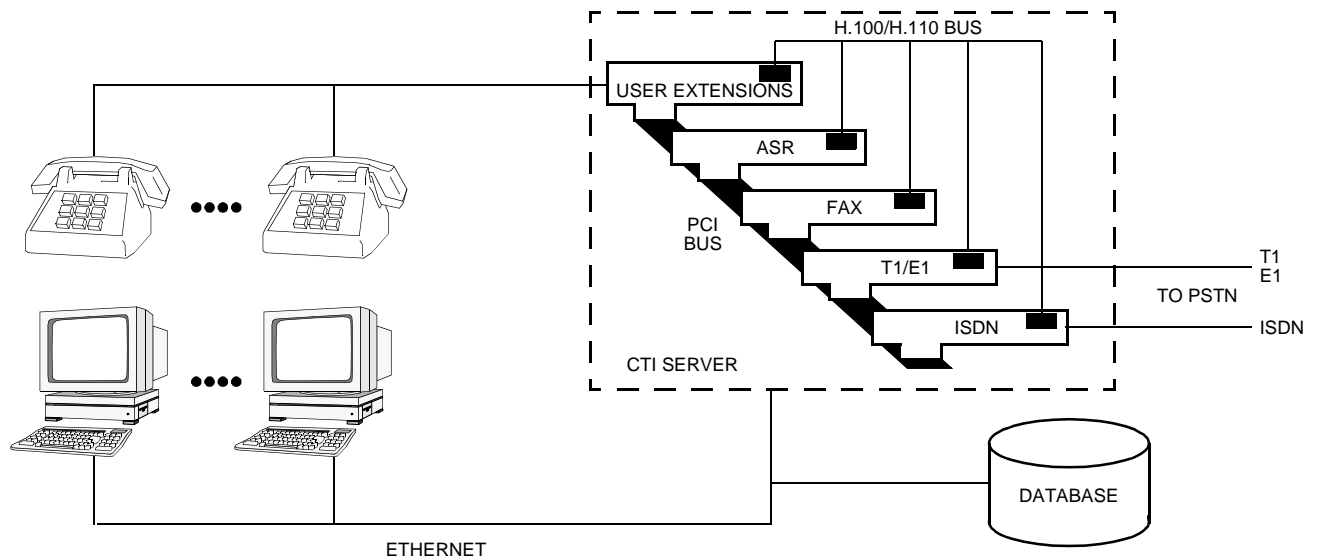 H.100/H.110 BUS
USER EXTENSIONS
ASR
FAX
PCI
BUS
T1/E1
T1
E1
TO PSTN
ISDN
ISDN
CTI SERVER
DATABASE
ETHERNET